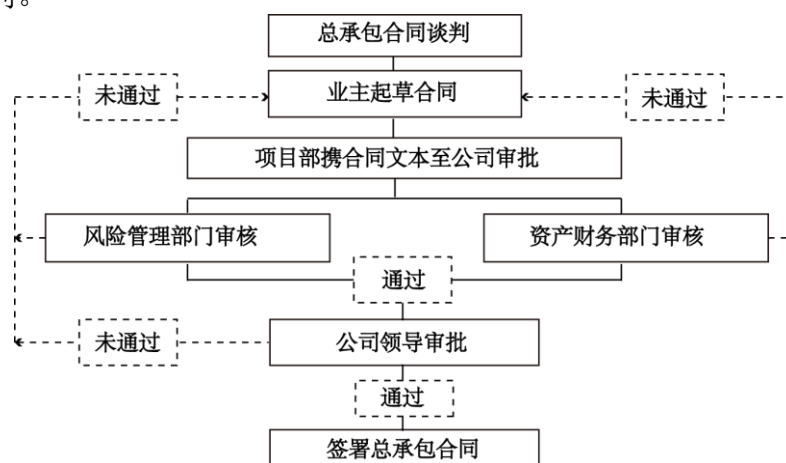 总承包合同谈判
未通过
业主起草合同
未通过
项目部携合同文本至公司审批
风险管理部门审核
资产财务部门审核
通过
未通过
公司领导审批
通过
签署总承包合同